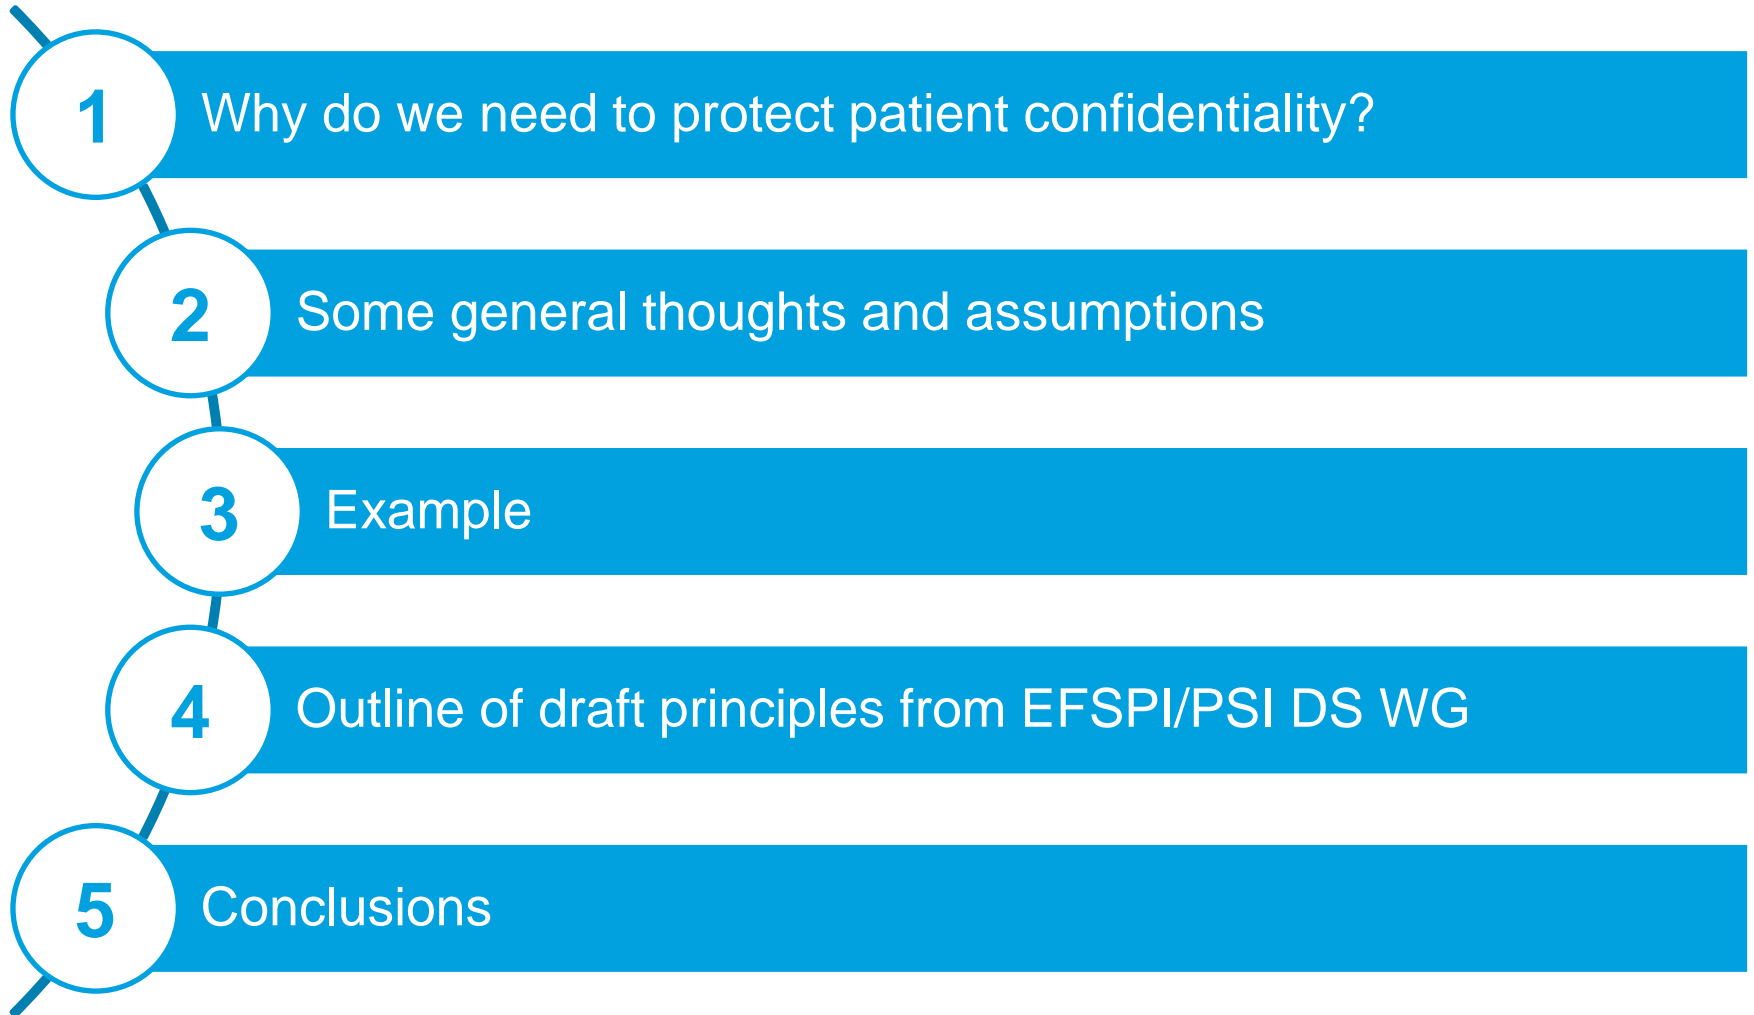 1 Why do we need to protect patient confidentiality?
2 Some general thoughts and assumptions
3 Example
4 Outline of draft principles from EFSPI/PSI DS WG
5 Conclusions